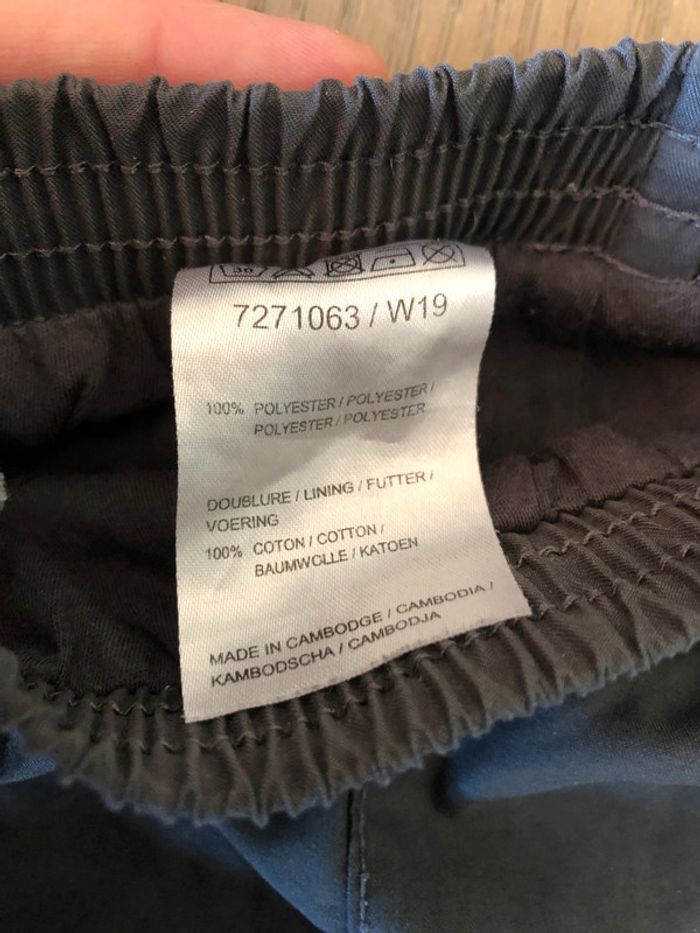 30
7271063 / W19
100% POLYESTER / POLYESTER /
POLYESTER / POLYESTER
DOUBLURE / LINING / FUTTER /
VOERING
100% COTON / COTTON /
BAUMWOLLE / KATOEN
MADE IN CAMBODGE / CAMBODIA /
KAMBODSCHA / CAMBODJA